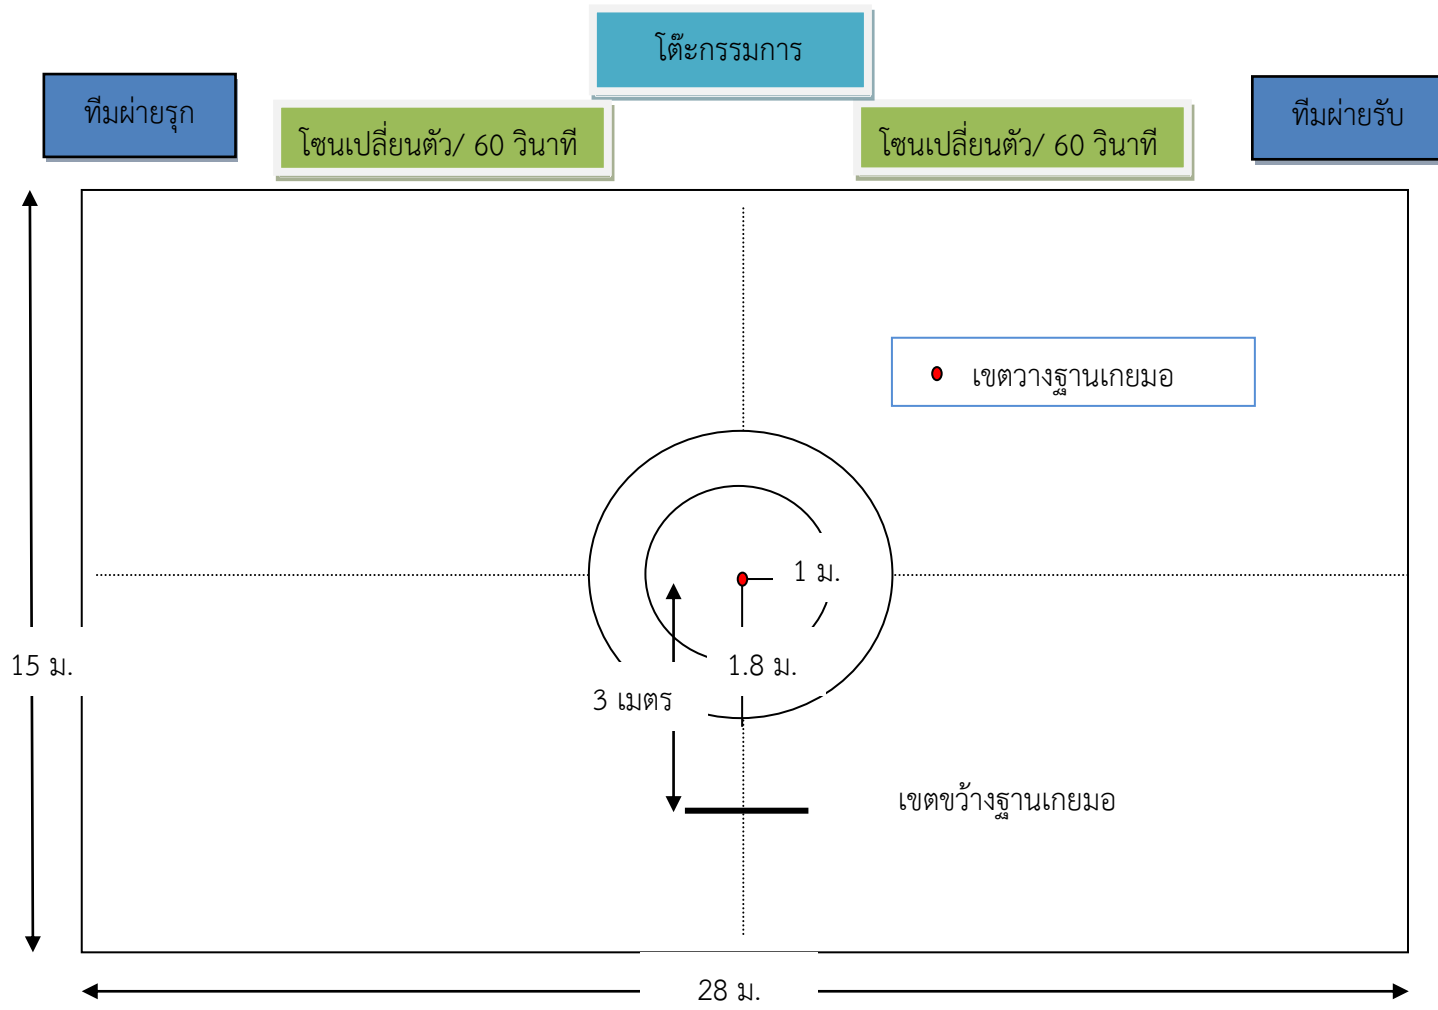 โต๊ะกรรมการ
ทีมฝ่ายรุก
ทีมฝ่ายรับ
โซนเปลี่ยนตัว/ 60 วินาที
โซนเปลี่ยนตัว/ 60 วินาที
เขตวางฐานเกยมอ
1 ม.
15 ม.
1.8 ม.
3 เมตร
เขตขว้างฐานเกยมอ
28 ม.